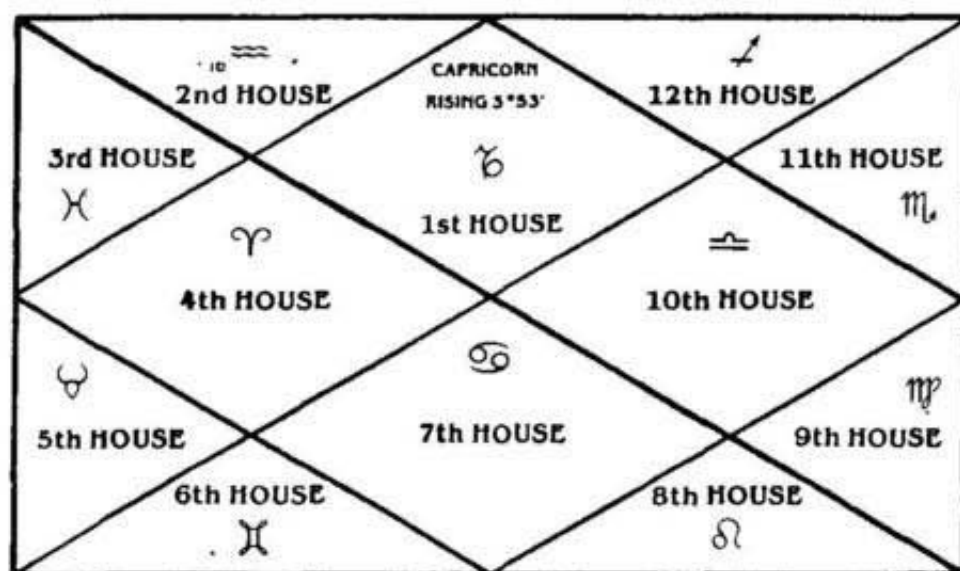 ♒
2nd HOUSE
CAPRICORN
RISING 3°53'
♑
1st HOUSE
♐
12th HOUSE
3rd HOUSE
♓
11th HOUSE
♏
♈
4th HOUSE
♎
10th HOUSE
♉
5th HOUSE
♋
7th HOUSE
♍
9th HOUSE
6th HOUSE
♊
8th HOUSE
♌